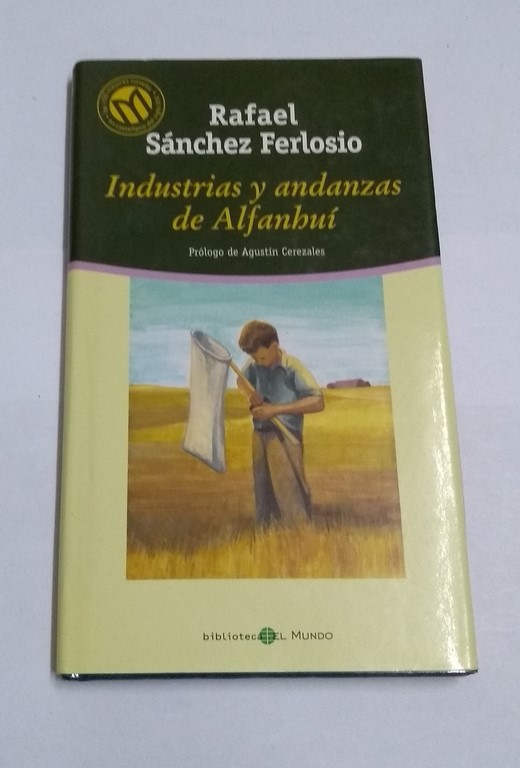 Rafael
Sánchez Ferlosio
Industrias y andanzas
de Alfanhuí
Prólogo de Agustín Cerezales
biblioteca EL MUNDO